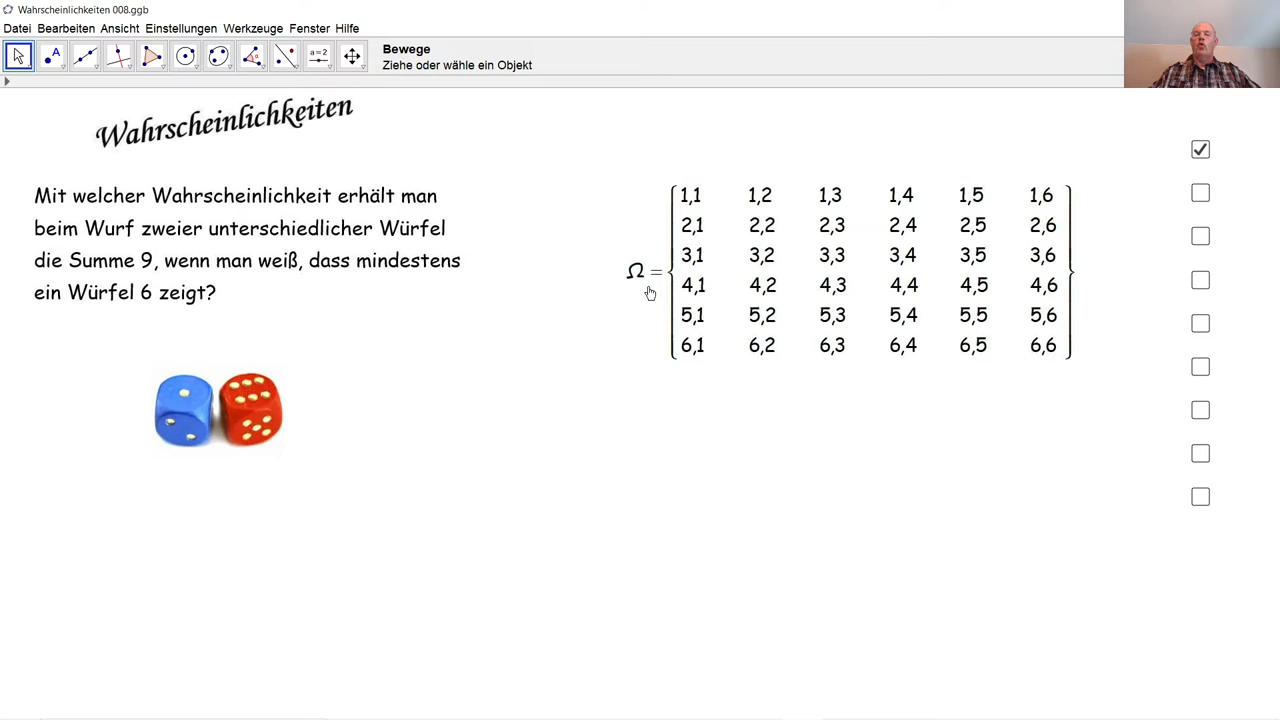 Wahrscheinlichkeiten 008.ggb
Datei Bearbeiten Ansicht Einstellungen Werkzeuge Fenster Hilfe
A
a=2
Bewege
Ziehe oder wähle ein Objekt
Wahrscheinlichkeiten
Mit welcher Wahrscheinlichkeit erhält man
beim Wurf zweier unterschiedlicher Würfel
die Summe 9, wenn man weiß, dass mindestens
ein Würfel 6 zeigt?
Ω =
1,1 1,2 1,3 1,4 1,5 1,6
2,1 2,2 2,3 2,4 2,5 2,6
3,1 3,2 3,3 3,4 3,5 3,6
4,1 4,2 4,3 4,4 4,5 4,6
5,1 5,2 5,3 5,4 5,5 5,6
6,1 6,2 6,3 6,4 6,5 6,6